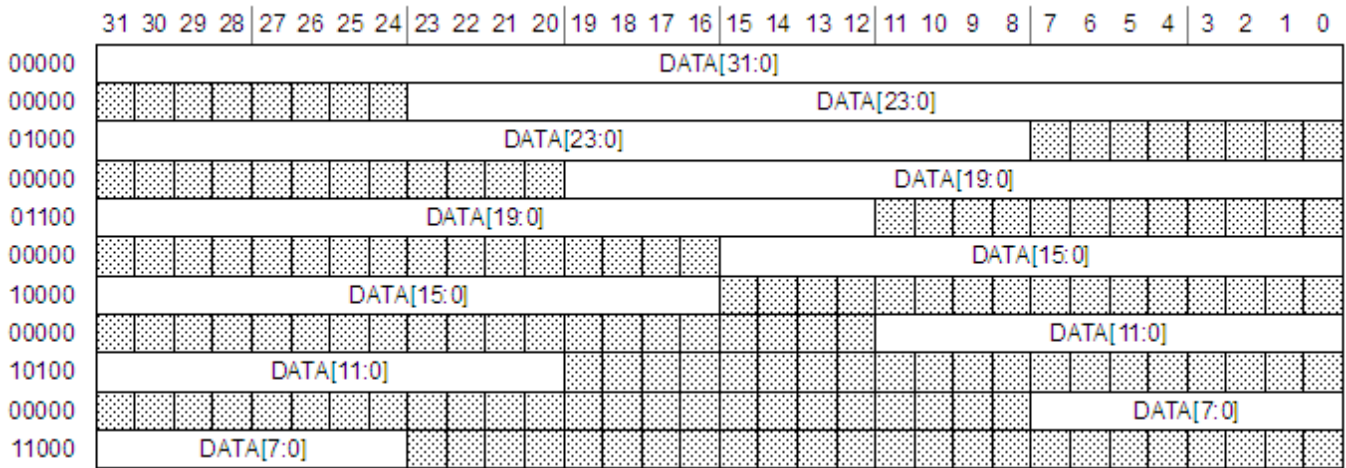 31 30 29 28 27 26 25 24 23 22 21 20 19 18 17 16 15 14 13 12 11 10 9 8 7 6 5 4 3 2 1 0
00000 DATA[31:0]
00000 DATA[23:0]
01000 DATA[23:0]
00000 DATA[19:0]
01100 DATA[19:0]
00000 DATA[15:0]
10000 DATA[15:0]
00000 DATA[11:0]
10100 DATA[11:0]
00000 DATA[7:0]
11000 DATA[7:0]